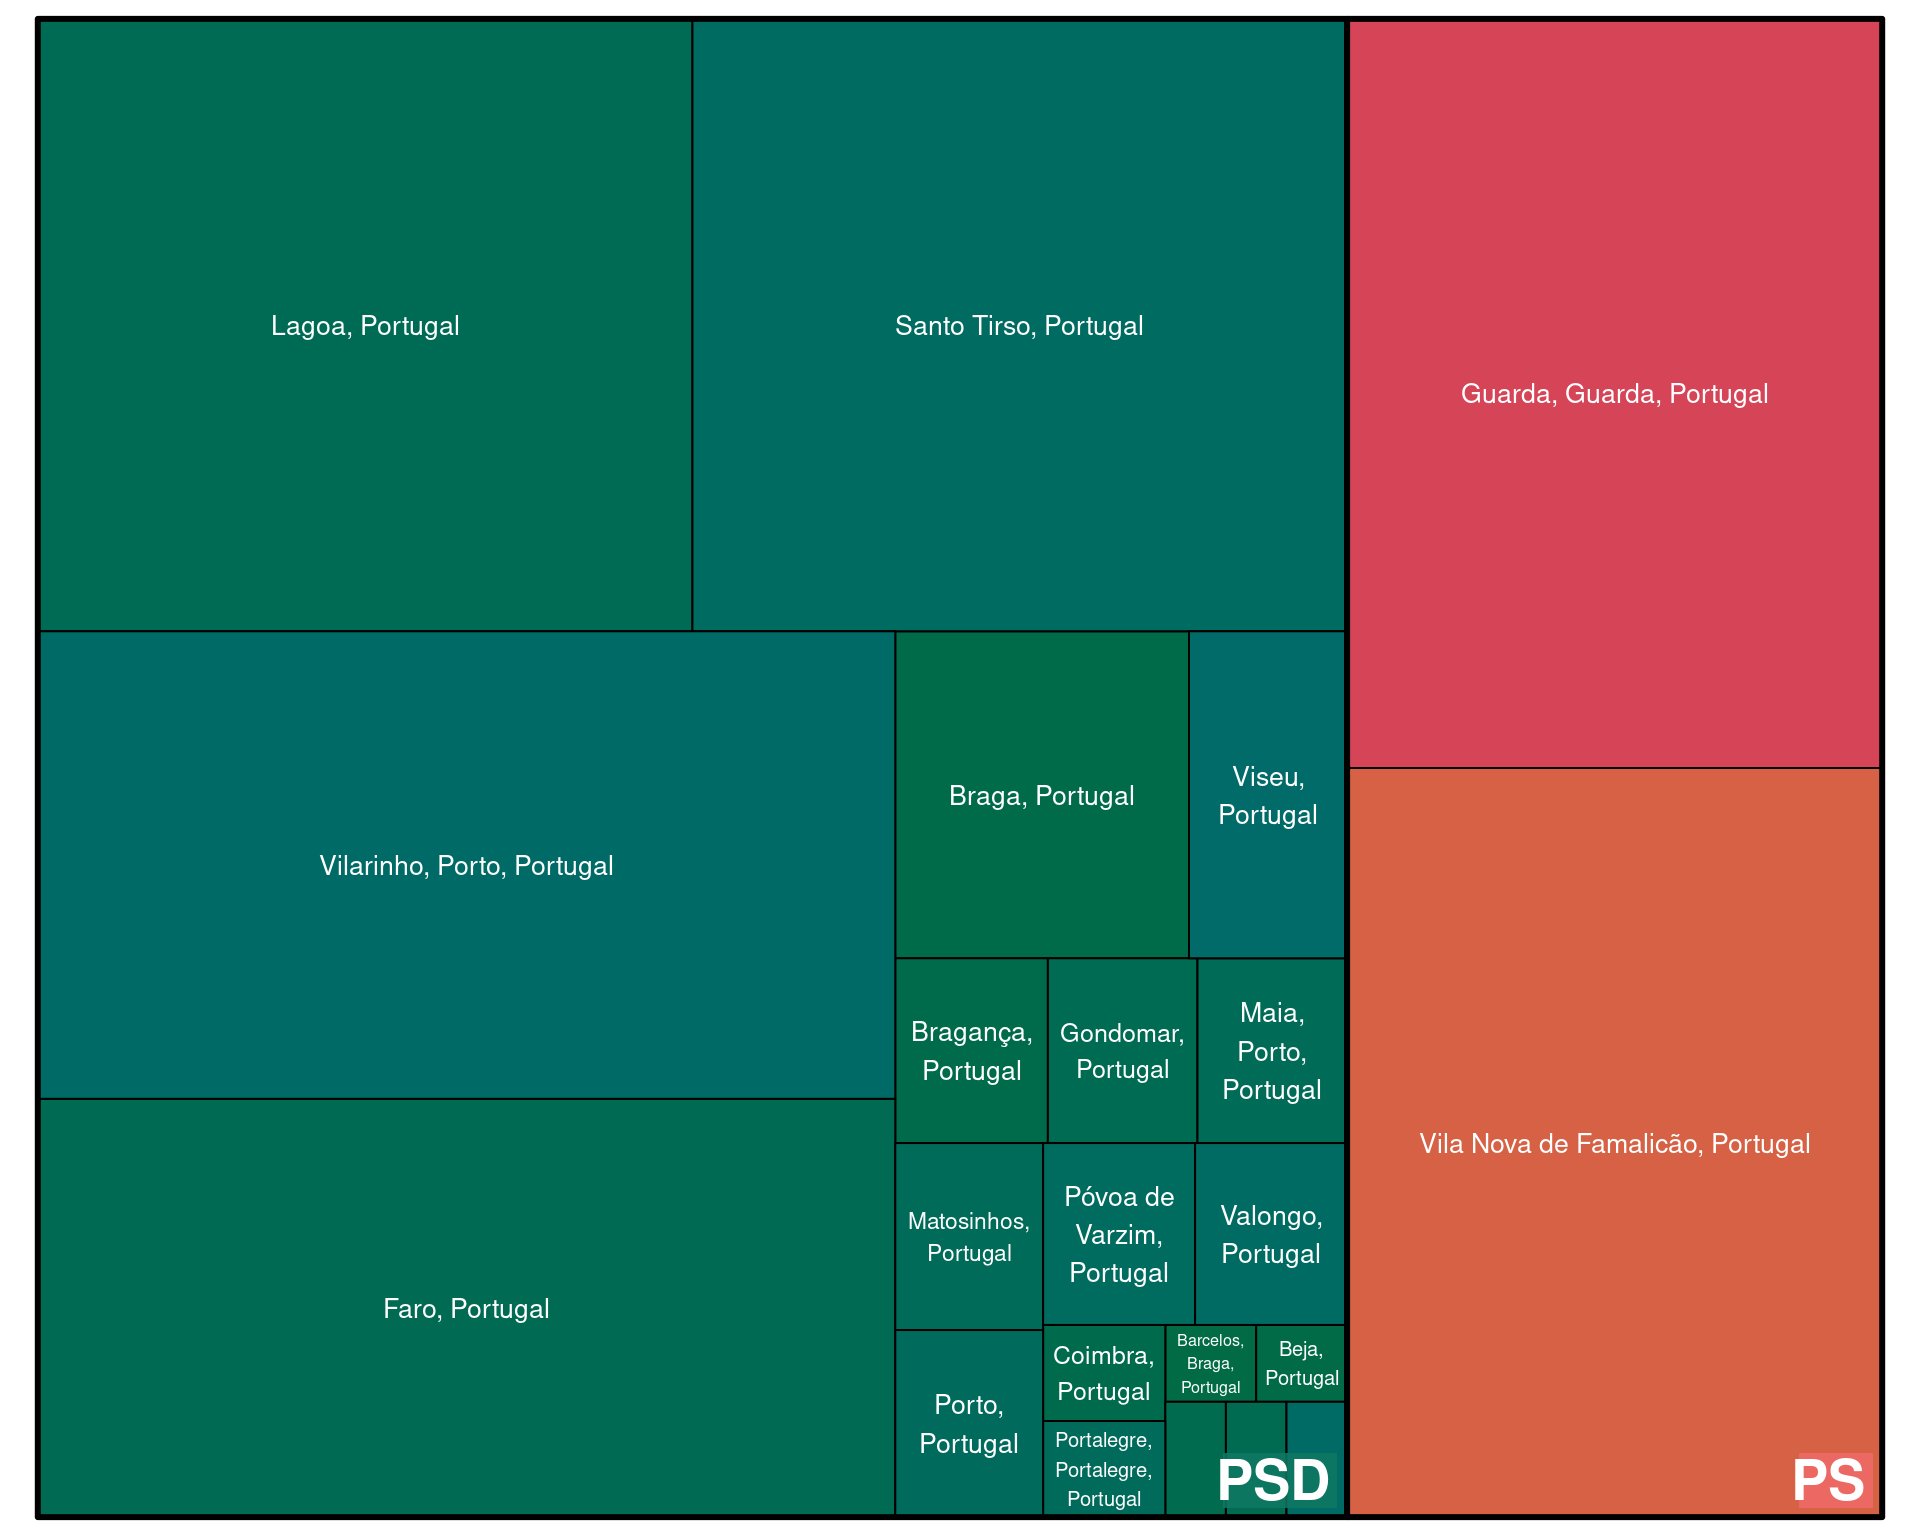 Lagoa, Portugal
Santo Tirso, Portugal
Guarda, Guarda, Portugal
Vilarinho, Porto, Portugal
Braga, Portugal
Viseu,
Portugal
Bragança,
Portugal
Gondomar,
Portugal
Maia,
Porto,
Portugal
Faro, Portugal
Matosinhos,
Portugal
Póvoa de
Varzim,
Portugal
Valongo,
Portugal
Vila Nova de Famalicão, Portugal
Porto,
Portugal
Coimbra,
Portugal
Barcelos,
Braga,
Portugal
Beja,
Portugal
Portalegre,
Portalegre,
Portugal
PSD
PS